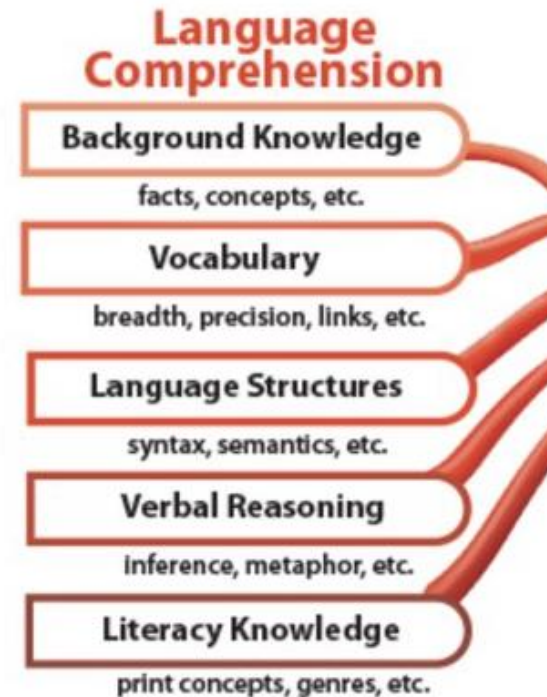 Language
Comprehension
Background Knowledge
facts, concepts, etc.
Vocabulary
breadth, precision, links, etc.
Language Structures
syntax, semantics, etc.
Verbal Reasoning
inference, metaphor, etc.
Literacy Knowledge
print concepts, genres, etc.